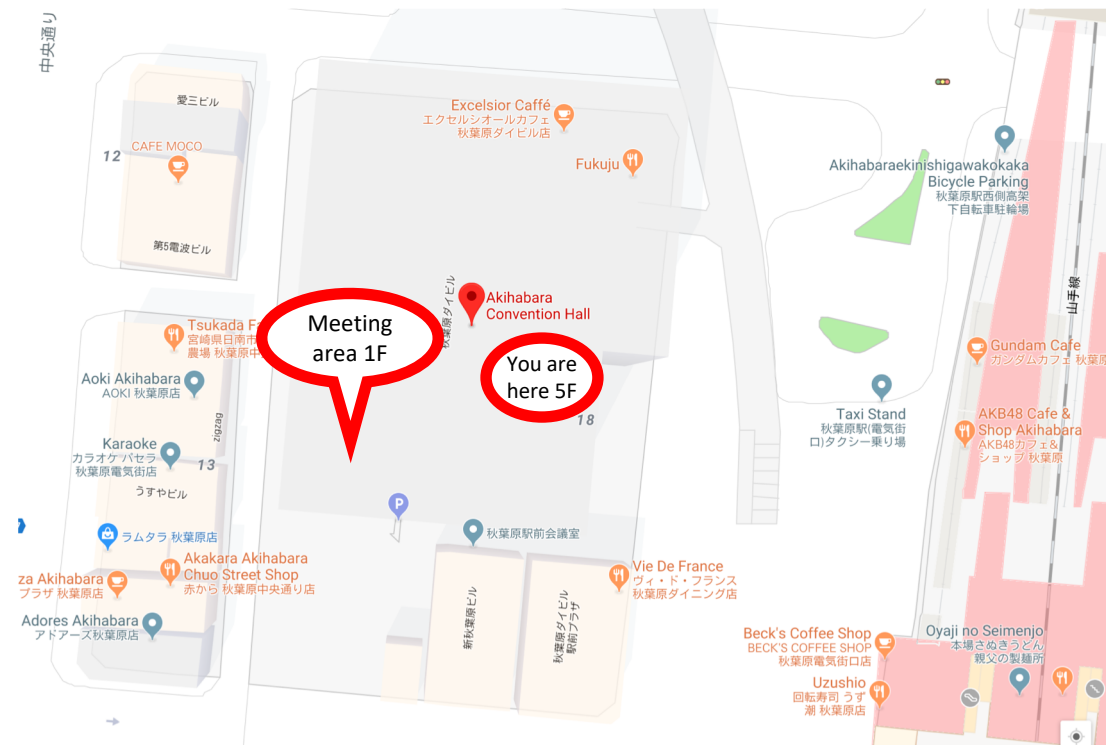 中央通り
愛三ビル
12
CAFE MOCO
第5電波ビル
Excelsior Caffé
エクセルシオールカフェ
秋葉原ダイビル店
Fukuju
Akihabaraekinishigawakokaka
Bicycle Parking
秋葉原駅西側高架
下自転車駐輪場
山手線
秋葉原ダイビル
Akihabara
Convention Hall
Meeting
area 1F
You are
here 5F
18
Tsukada
宮崎県日南市
農場 秋葉原中
Aoki Akihabara
AOKI 秋葉原店
zigzag
Karaoke
カラオケ パセラ
秋葉原電気街店
13
うすやビル
ラムタラ 秋葉原店
Akakara Akihabara
Chuo Street Shop
赤から 秋葉原中央通り店
za Akihabara
プラザ 秋葉原店
Adores Akihabara
アドアーズ秋葉原店
P
秋葉原駅前会議室
新秋葉原ビル
秋葉原ダイビル
駅前プラザ
Vie De France
ヴィ・ド・フランス
秋葉原ダイニング店
Taxi Stand
秋葉原駅(電気街
口)タクシー乗り場
Gundam Cafe
ガンダムカフェ 秋葉原
AKB48 Cafe &
Shop Akihabara
AKB48カフェ&
ショップ 秋葉原
Beck's Coffee Shop
BECK'S COFFEE SHOP
秋葉原電気街口店
Uzushio
回転寿司 うず
潮 秋葉原店
Oyaji no Seimenjo
本場さぬきうどん
親父の製麺所